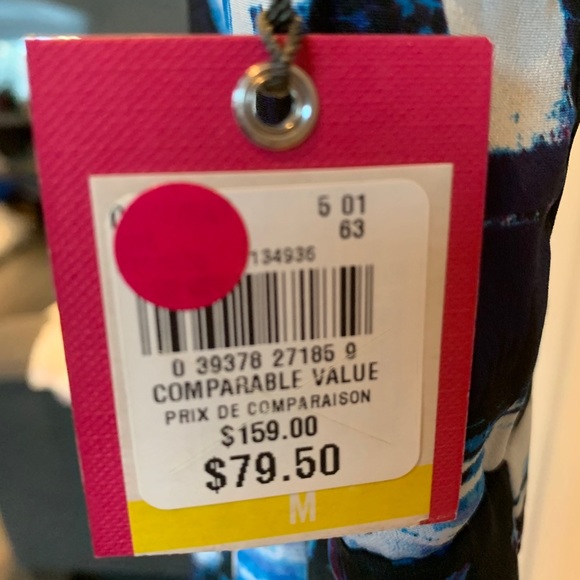 5 01
63
134936
0 39378 27185 9
COMPARABLE VALUE
PRIX DE COMPARAISON
$159.00
$79.50
M